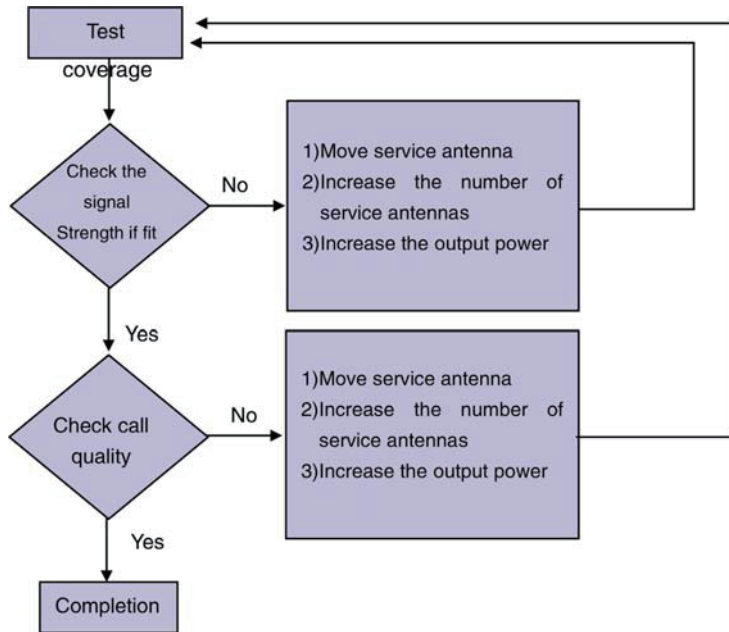 Test
coverage
Check the
signal
Strength if fit
No
1)Move service antenna
2)Increase the number of
service antennas
3)Increase the output power
Yes
Check call
quality
No
1)Move service antenna
2)Increase the number of
service antennas
3)Increase the output power
Yes
Completion